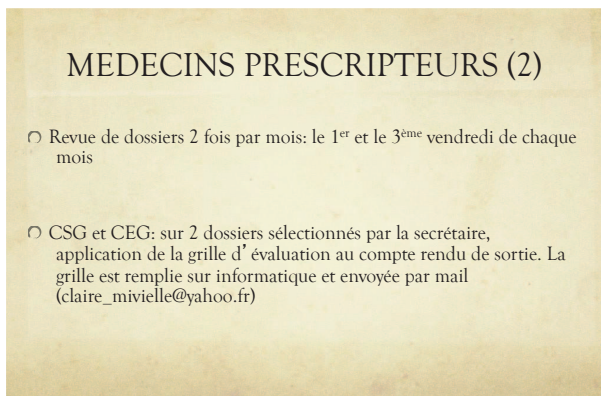 MEDECINS PRESCRIPTEURS (2)
Revue de dossiers 2 fois par mois: le 1er et le 3ème vendredi de chaque
mois
CSG et CEG: sur 2 dossiers sélectionnés par la secrétaire,
application de la grille d’évaluation au compte rendu de sortie. La
grille est remplie sur informatique et envoyée par mail
(claire_mivielle@yahoo.fr)